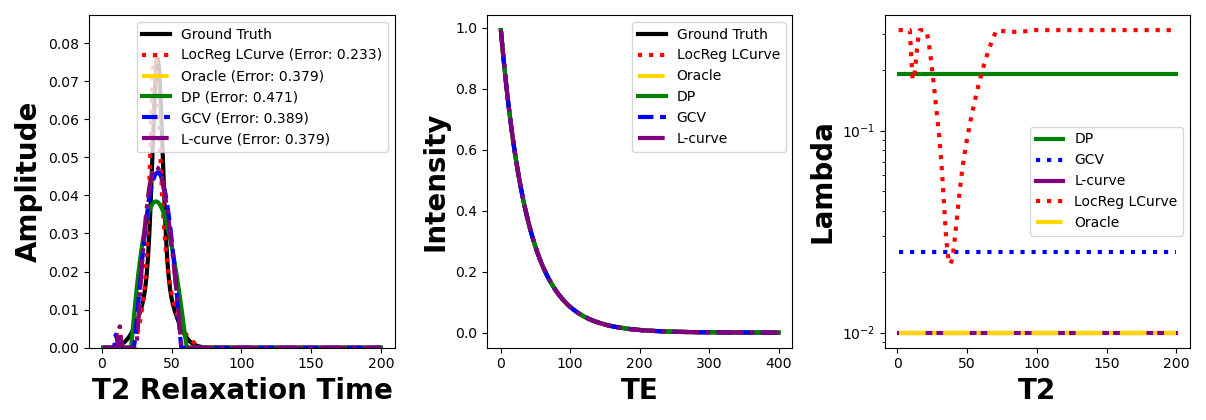 Amplitude
0.08
0.07
0.06
0.05
0.04
0.03
0.02
0.01
0.00
0 50 100 150 200
T2 Relaxation Time
Ground Truth
LocReg LCurve (Error: 0.233)
Oracle (Error: 0.379)
DP (Error: 0.471)
GCV (Error: 0.389)
L-curve (Error: 0.379)
Intensity
1.0
0.8
0.6
0.4
0.2
0.0
0 100 200 300 400
TE
Ground Truth
LocReg LCurve
Oracle
DP
GCV
L-curve
Lambda
10⁻¹
10⁻²
0 50 100 150 200
T2
DP
GCV
L-curve
LocReg LCurve
Oracle